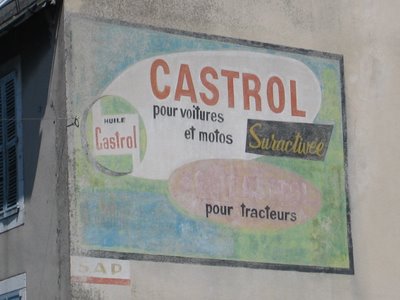 CASTROL
pour voitures
et motos
Suractivée
HUILE
Castrol
pour tracteurs
SAP